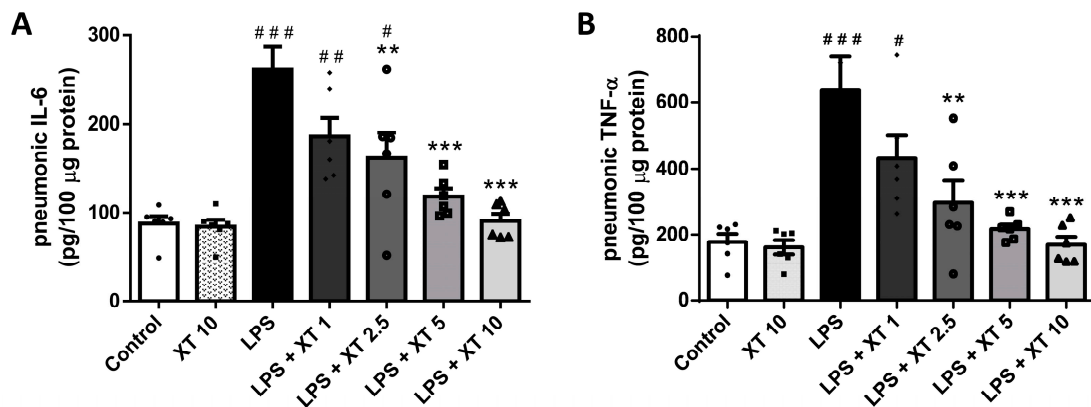 A
pneumonic IL-6
(pg/100 μg protein)
300
200
100
0
# # #
# #
#
**
***
***
Control
XT 10
LPS
LPS + XT 1
LPS + XT 2.5
LPS + XT 5
LPS + XT 10
B
pneumonic TNF-α
(pg/100 μg protein)
800
600
400
200
0
# # #
#
**
***
***
Control
XT 10
LPS
LPS + XT 1
LPS + XT 2.5
LPS + XT 5
LPS + XT 10